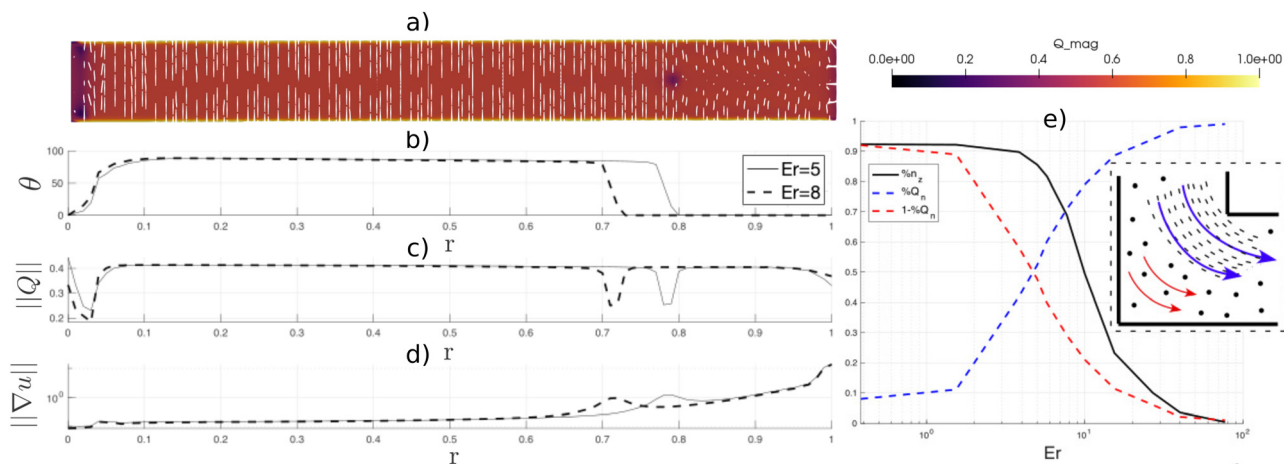 a)
Q_mag
0.0e+00 0.2 0.4 0.6 0.8 1.0e+00
b)
θ
100
50
0
Er=5
Er=8
0 0.1 0.2 0.3 0.4 0.5 0.6 0.7 0.8 0.9 1
r
c)
||Q||
0.4
0.3
0.2
0 0.1 0.2 0.3 0.4 0.5 0.6 0.7 0.8 0.9 1
r
d)
||∇u||
10⁰
0 0.1 0.2 0.3 0.4 0.5 0.6 0.7 0.8 0.9 1
r
e)
1
0.9
0.8
0.7
0.6
0.5
0.4
0.3
0.2
0.1
0
%n_z
%Q_n
1-%Q_n
10⁰ 10¹ 10²
Er